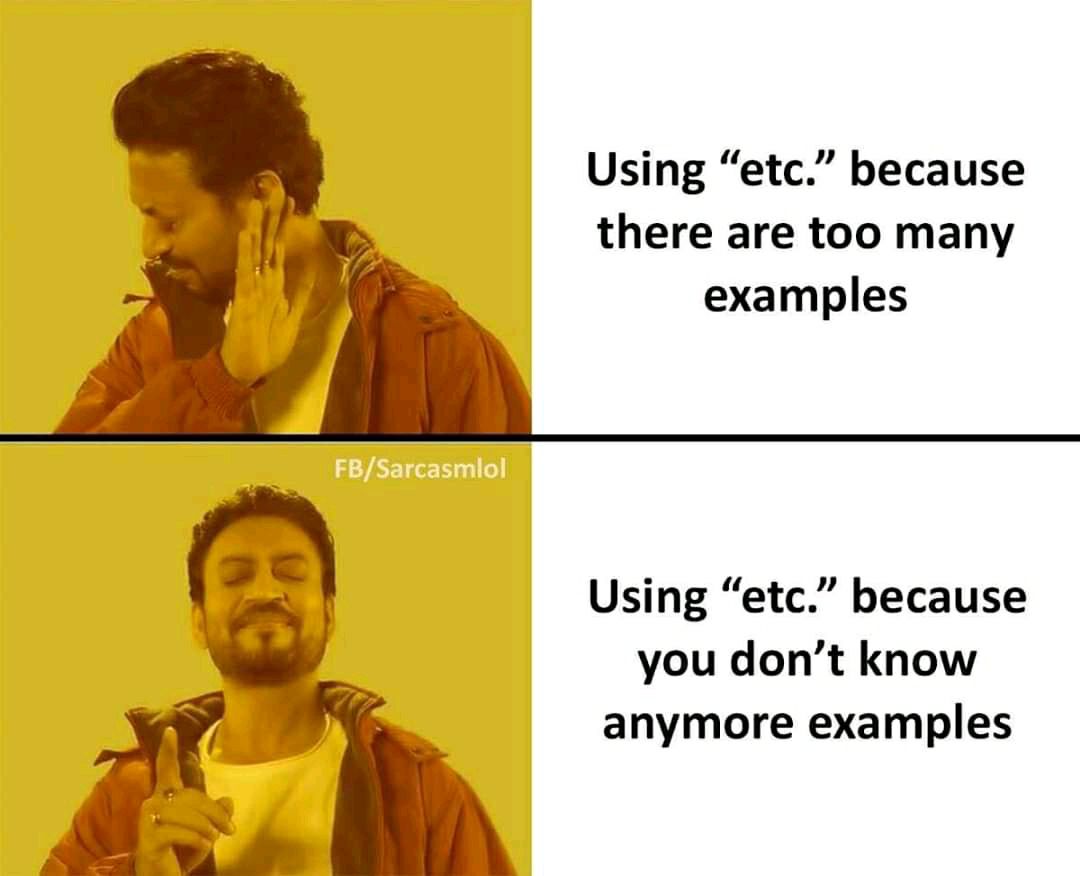 Using “etc.” because
there are too many
examples
FB/Sarcasmlol
Using “etc.” because
you don’t know
anymore examples